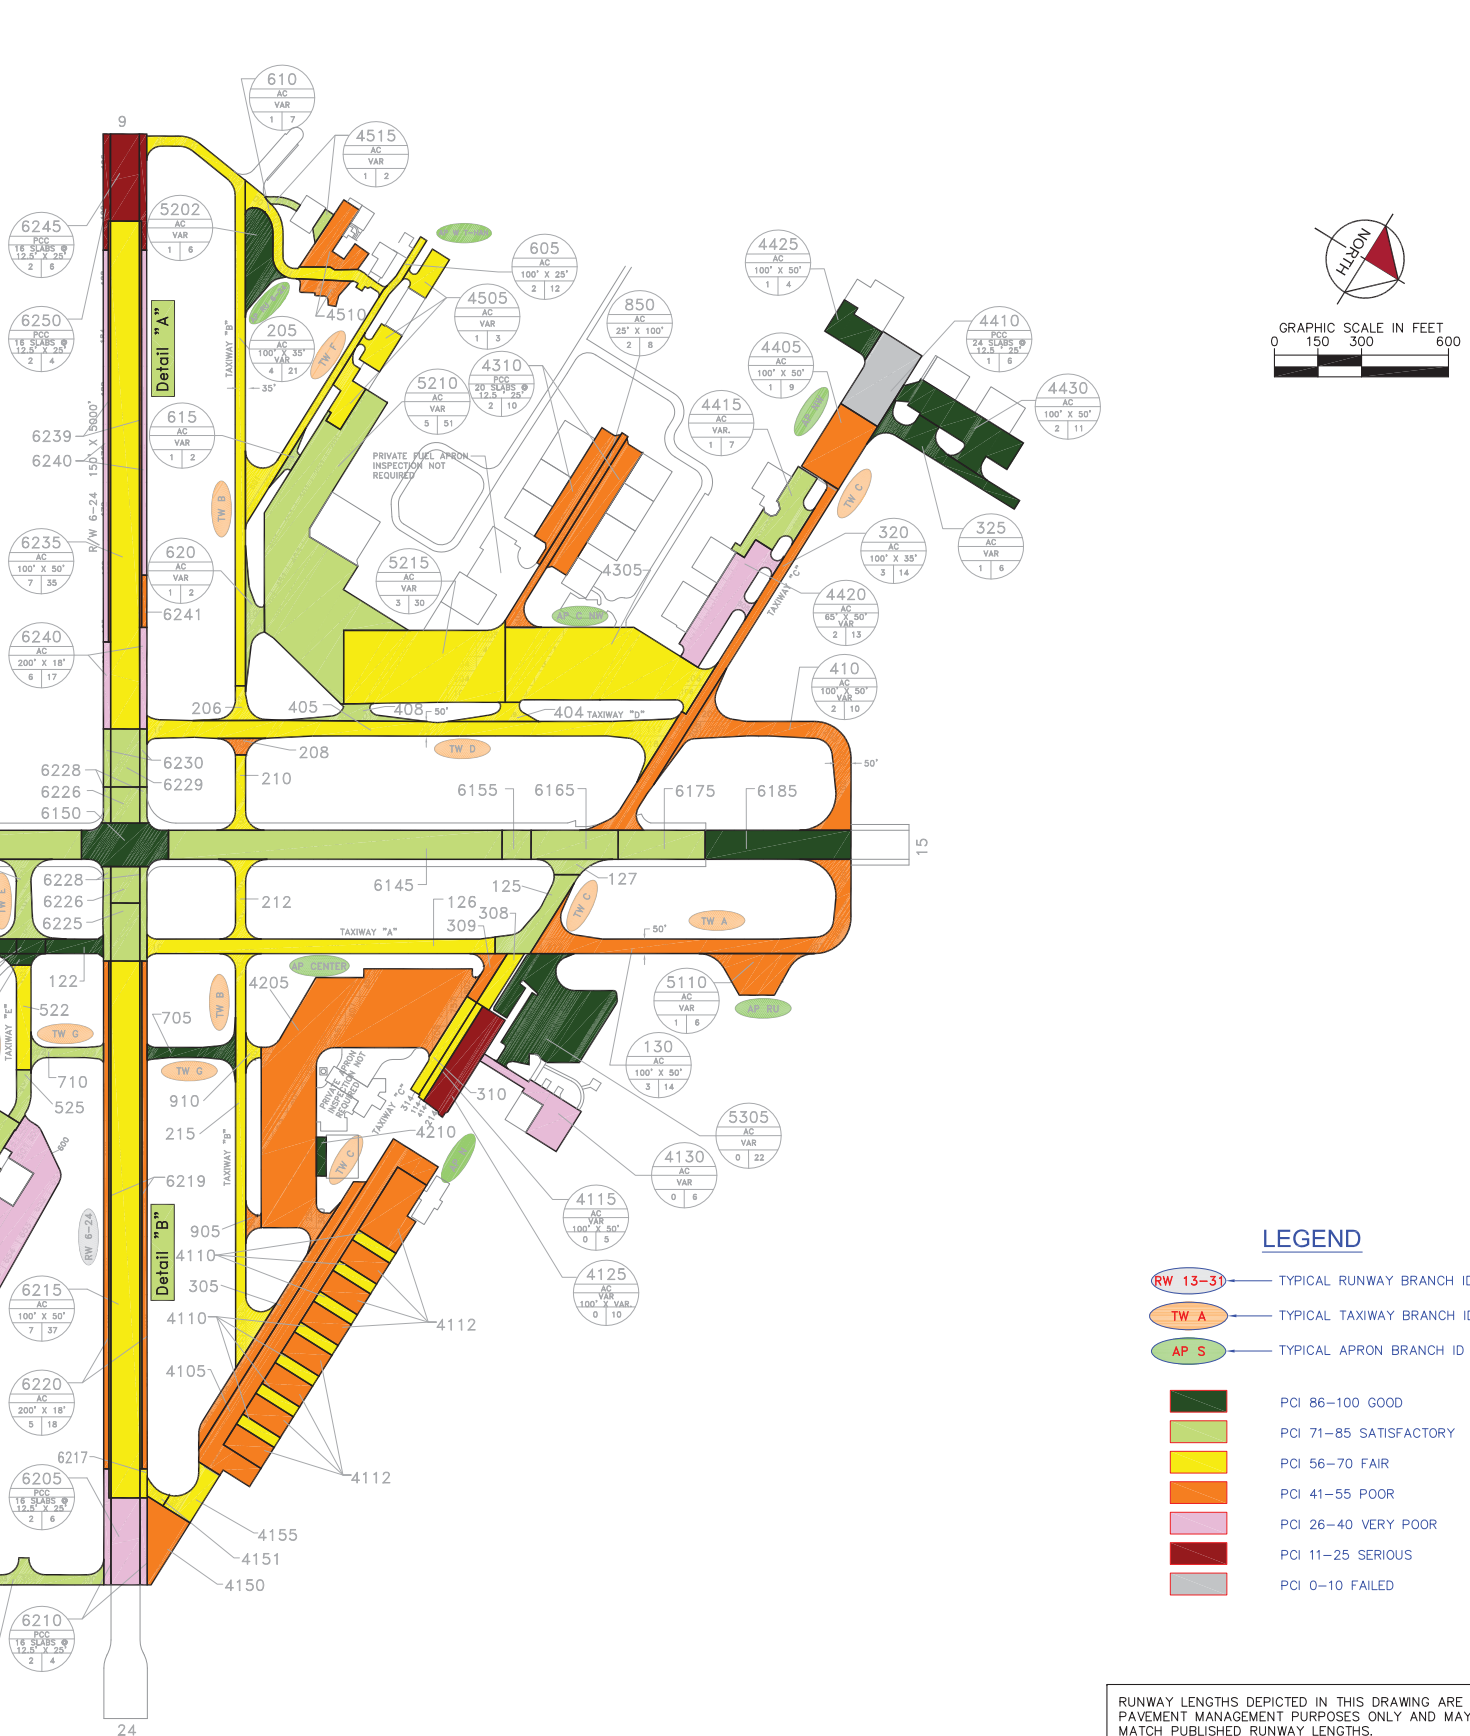 9
610
AC
VAR
1 7
4515
AC
VAR
1 2
6245
PCC
16 SLABS @
12.5' X 25'
2 6
5202
AC
VAR
1 6
605
AC
100' X 25'
2 12
4425
AC
100' X 50'
1 4
NORTH
GRAPHIC SCALE IN FEET
0 150 300 600
6250
PCC
16 SLABS @
12.5' X 25'
2 4
Detail "A"
TAXIWAY "B"
205
AC
100' X 35'
VAR
4 21
4510
TW F
4505
AC
VAR
1 3
850
AC
25' X 100'
2 8
4410
PCC
24 SLABS @
12.5' 25'
1 6
4405
AC
100' X 50'
1 9
35'
5210
AC
VAR
5 51
4310
PCC
20 SLABS @
12.5' 25'
2 10
4415
AC
VAR.
1 7
AP NW
4430
AC
100' X 50'
2 11
6239
6240
615
AC
VAR
1 2
PRIVATE FUEL APRON
INSPECTION NOT
REQUIRED
R/W 6-24 150' X 5000'
TW B
TW C
6235
AC
100' X 50'
7 35
620
AC
VAR
1 2
5215
AC
VAR
3 30
4305
320
AC
100' X 35'
3 14
325
AC
VAR
1 6
TAXIWAY "C"
6241
AP C NW
4420
AC
65' X 50'
VAR
2 13
6240
AC
200' X 18'
6 17
410
AC
100' X 50'
VAR
2 10
206
405
408
50'
404
TAXIWAY "D"
6230
208
TW D
6228
6229
210
50'
6226
6150
6155
6165
6175
6185
15
6228
6226
6225
TW E
6145
125
127
212
126
308
309
TW C
TW A
TAXIWAY "A"
50'
122
AP CENTER
4205
5110
AC
VAR
1 6
AP RU
522
TAXIWAY "E"
TW G
705
TW B
TW G
130
AC
100' X 50'
3 14
710
525
910
215
PRIVATE APRON
INSPECTION NOT
REQUIRED
TAXIWAY "C"
314
310
214
5305
AC
VAR
0 22
600
TAXIWAY "B"
4210
TW C
AP N
4130
AC
VAR
0 6
6219
RW 6-24
Detail "B"
905
4110
305
4115
AC
VAR
100' X 50'
0 5
4125
AC
VAR
100' X VAR.
0 10
LEGEND
RW 13-31
TYPICAL RUNWAY BRANCH ID
TW A
TYPICAL TAXIWAY BRANCH ID
AP S
TYPICAL APRON BRANCH ID
6215
AC
100' X 50'
7 37
4110
4112
4105
6220
AC
200' X 18'
5 18
PCI 86-100 GOOD
PCI 71-85 SATISFACTORY
PCI 56-70 FAIR
PCI 41-55 POOR
PCI 26-40 VERY POOR
PCI 11-25 SERIOUS
PCI 0-10 FAILED
6217
6205
PCC
16 SLABS @
12.5' X 25'
2 6
4112
4155
4151
4150
6210
PCC
16 SLABS @
12.5' X 25'
2 4
24
RUNWAY LENGTHS DEPICTED IN THIS DRAWING ARE
PAVEMENT MANAGEMENT PURPOSES ONLY AND MAY
MATCH PUBLISHED RUNWAY LENGTHS.